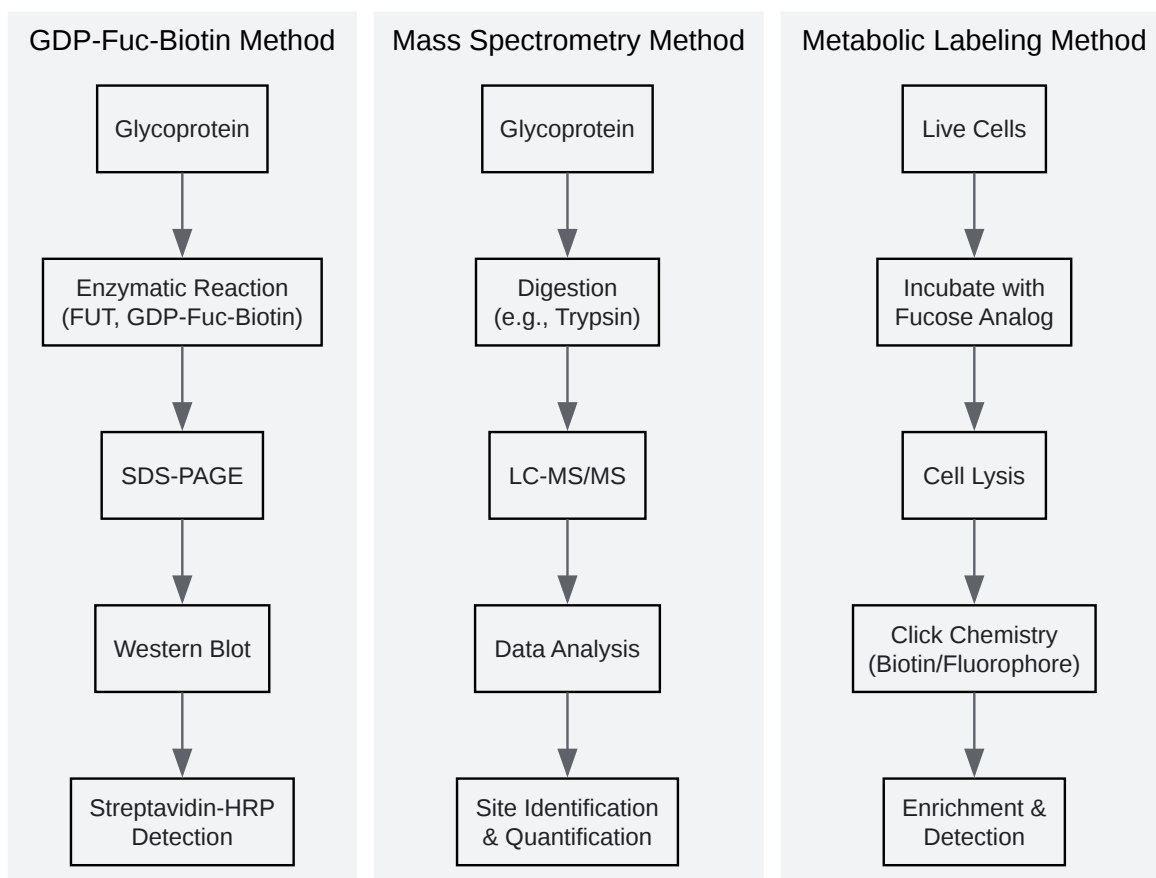 GDP-Fuc-Biotin Method
Glycoprotein
Enzymatic Reaction
(FUT, GDP-Fuc-Biotin)
SDS-PAGE
Western Blot
Streptavidin-HRP
Detection
Mass Spectrometry Method
Glycoprotein
Digestion
(e.g., Trypsin)
LC-MS/MS
Data Analysis
Site Identification
& Quantification
Metabolic Labeling Method
Live Cells
Incubate with
Fucose Analog
Cell Lysis
Click Chemistry
(Biotin/Fluorophore)
Enrichment &
Detection